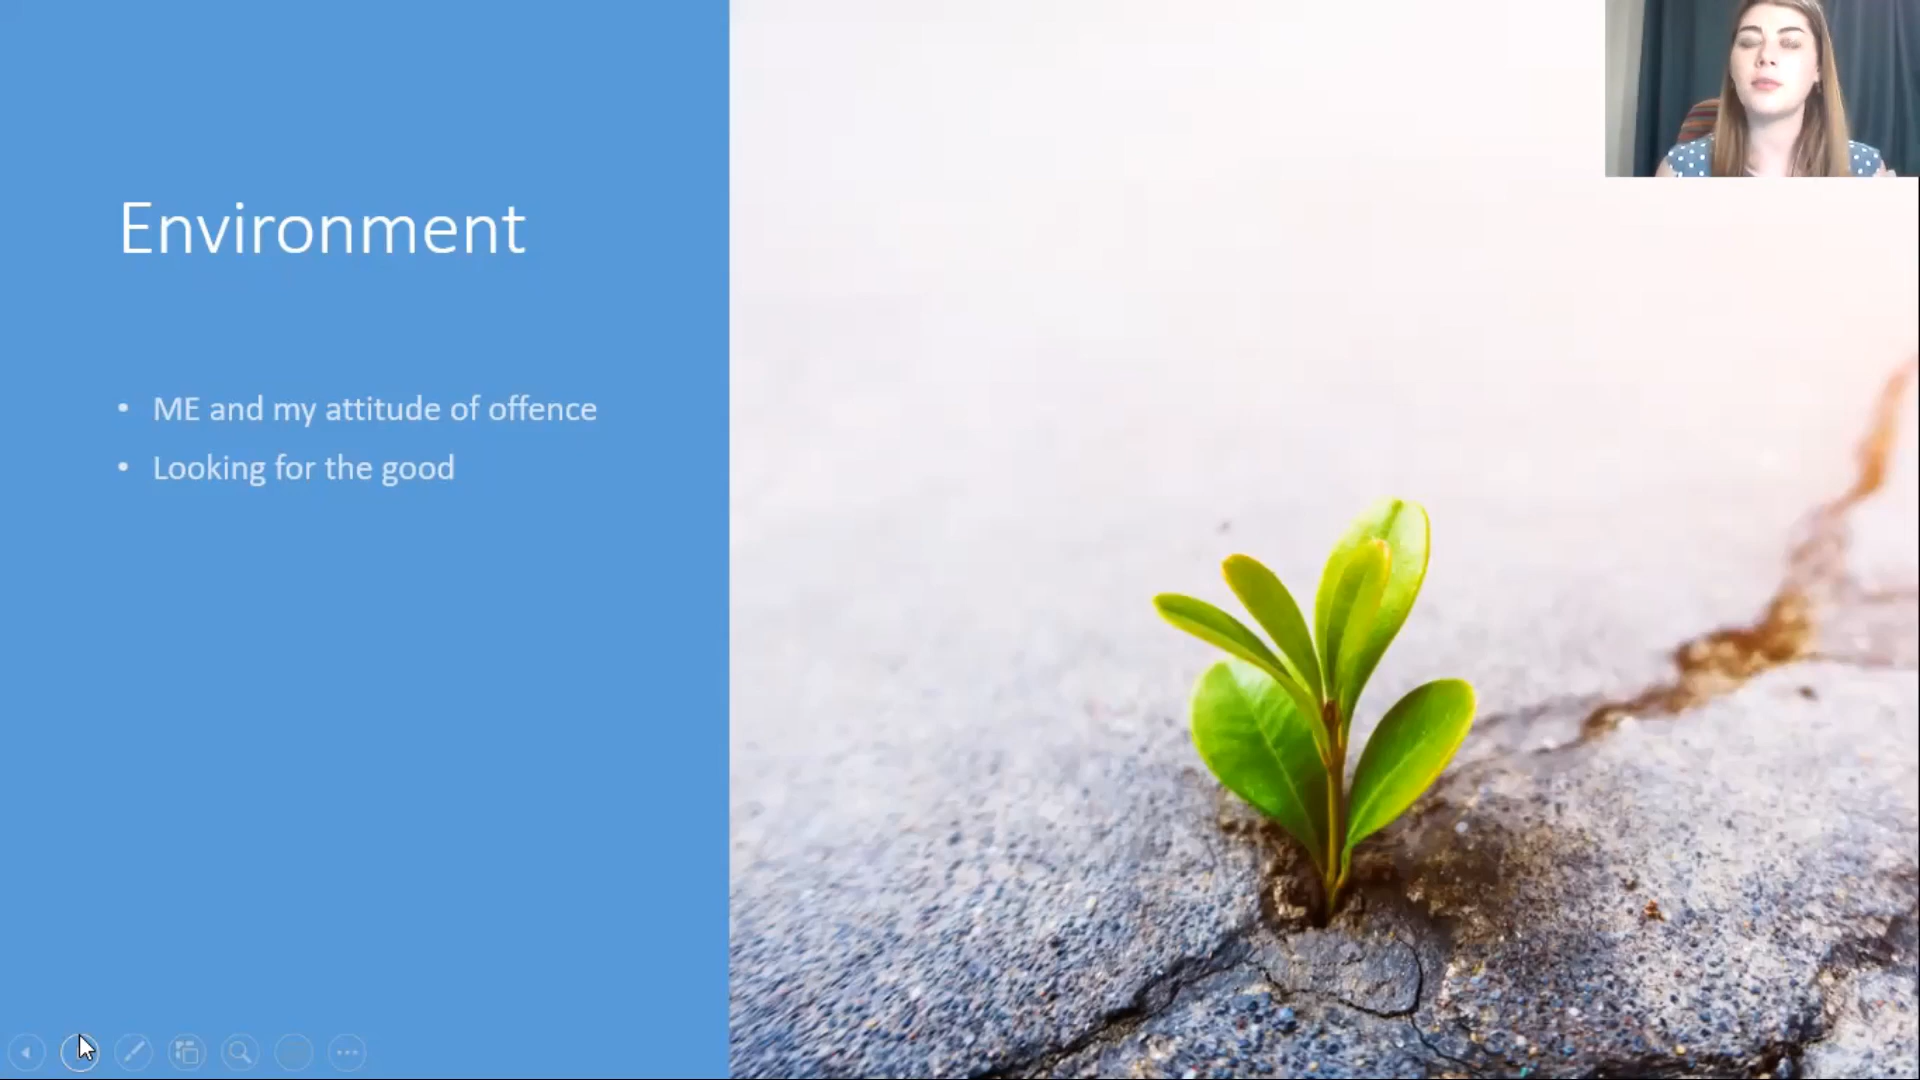 Environment
• ME and my attitude of offence
• Looking for the good